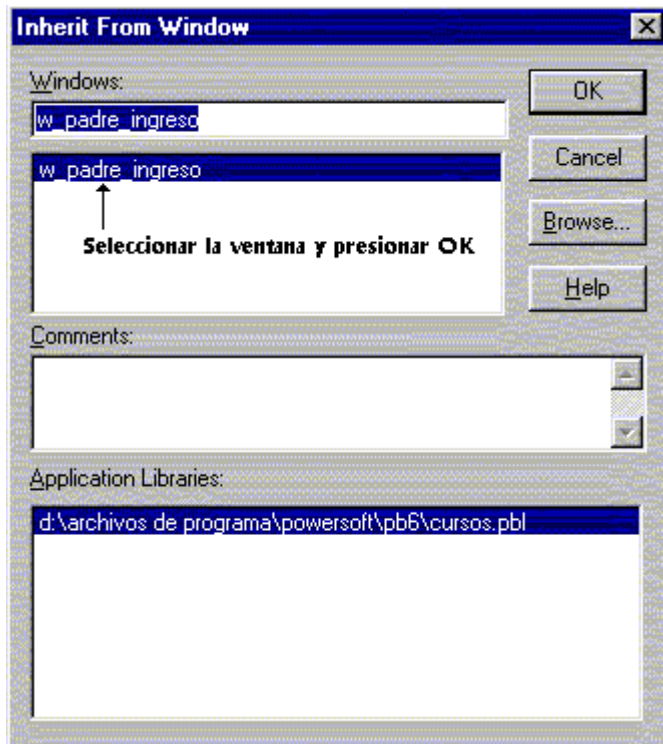 Inherit From Window
Windows:
OK
w_padre_ingreso
Cancel
w_padre_ingreso
Browse...
Seleccionar la ventana y presionar OK
Help
Comments:
Application Libraries:
d:\archivos de programa\powersoft\pb6\cursos.pbl